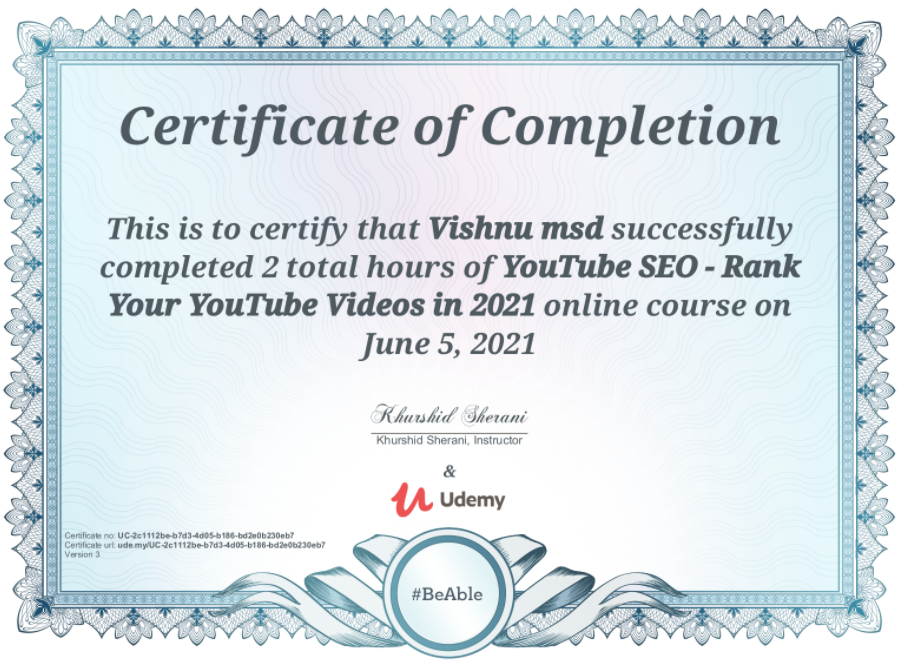 Certificate of Completion
This is to certify that Vishnu msd successfully
completed 2 total hours of YouTube SEO - Rank
Your YouTube Videos in 2021 online course on
June 5, 2021
Khurshid Sherani
Khurshid Sherani, Instructor
&
Udemy
Certificate no: UC-2c1112be-b7d3-4d05-b186-bd2e0b230eb7
Certificate url: ude.my/UC-2c1112be-b7d3-4d05-b186-bd2e0b230eb7
Version 3
#BeAble